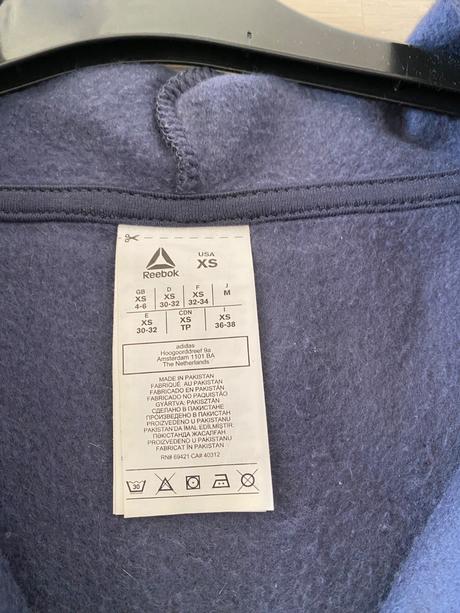 Reebok
USA
XS
GB D F J
XS XS XS M
4-6 30-32 32-34
E CDN I
XS XS XS
30-32 TP 36-38
adidas
Hoogoorddreef 9a
Amsterdam 1101 BA
The Netherlands
MADE IN PAKISTAN
FABRIQUÉ AU PAKISTAN
FABRICADO EN PAKISTÁN
FABRICADO NO PAQUISTÃO
GYÁRTVA: PAKISZTÁN
СДЕЛАНО В ПАКИСТАНЕ
ПРОИЗВЕДЕНО В ПАКИСТАН
PROIZVEDENO U PAKISTANU
PAKISTAN DA İMAL EDİLMİŞTİR.
ПӘКІСТАНДА ЖАСАЛҒАН
PROIZVEDENO U PAKISTANU
FABRICAT ÎN PAKISTAN
RN# 69421 CA# 40312
30